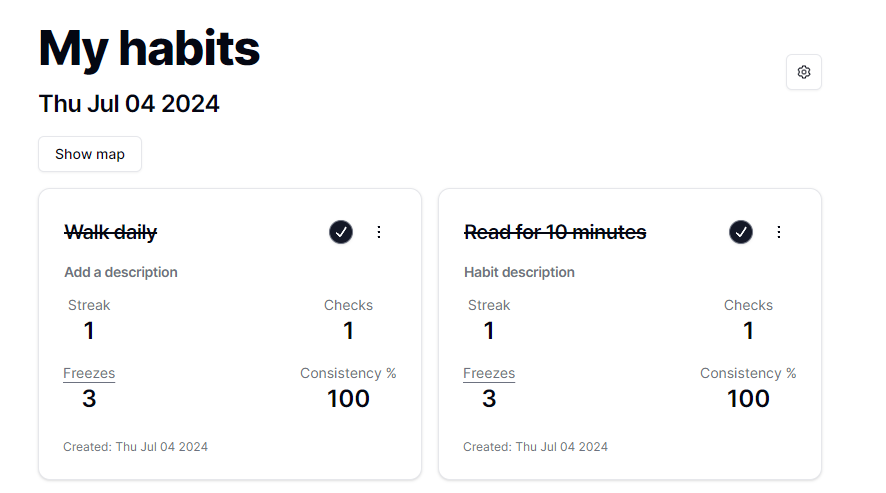 My habits
Thu Jul 04 2024
Show map
Walk daily
Add a description
Streak
1
Checks
1
Freezes
3
Consistency %
100
Created: Thu Jul 04 2024
Read for 10 minutes
Habit description
Streak
1
Checks
1
Freezes
3
Consistency %
100
Created: Thu Jul 04 2024